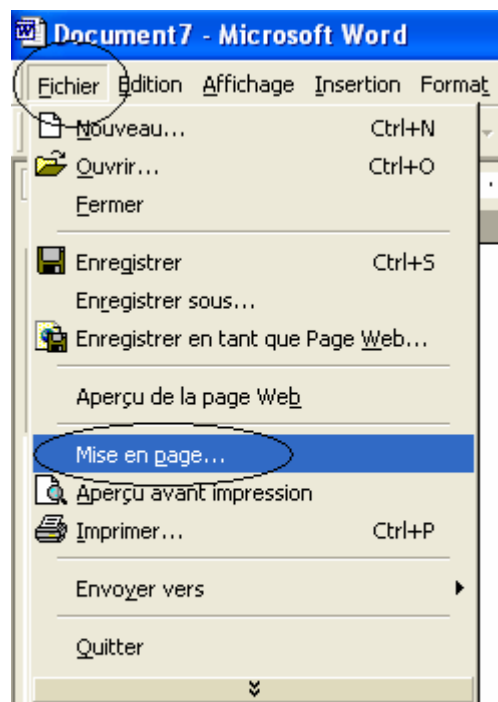 Document7 - Microsoft Word
Fichier Edition Affichage Insertion Format
Nouveau... Ctrl+N
Ouvrir... Ctrl+O
Fermer
Enregistrer Ctrl+S
Enregistrer sous...
Enregistrer en tant que Page Web...
Aperçu de la page Web
Mise en page...
Aperçu avant impression
Imprimer... Ctrl+P
Envoyer vers
Quitter